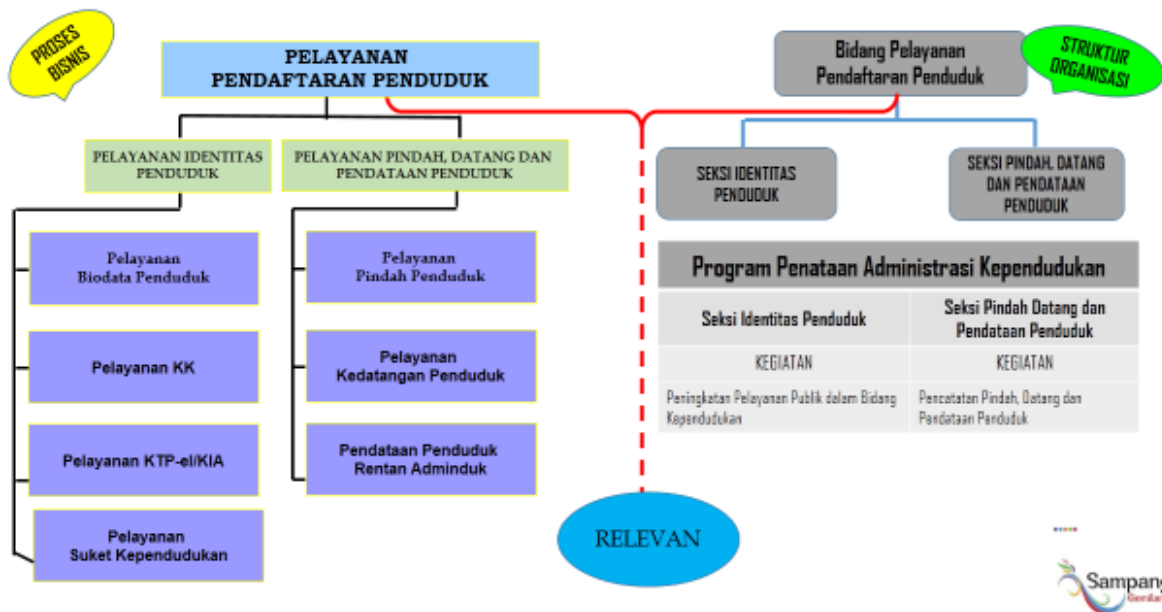 PROSES
BISNIS
PELAYANAN
PENDAFTARAN PENDUDUK
PELAYANAN IDENTITAS
PENDUDUK
PELAYANAN PINDAH, DATANG DAN
PENDATAAN PENDUDUK
Pelayanan
Biodata Penduduk
Pelayanan KK
Pelayanan KTP-el/KIA
Pelayanan
Suket Kependudukan
Pelayanan
Pindah Penduduk
Pelayanan
Kedatangan Penduduk
Pendataan Penduduk
Rentan Adminduk
Bidang Pelayanan
Pendaftaran Penduduk
STRUKTUR
ORGANISASI
SEKSI IDENTITAS
PENDUDUK
SEKSI PINDAH, DATANG
DAN PENDATAAN
PENDUDUK
Program Penataan Administrasi Kependudukan
Seksi Identitas Penduduk
Seksi Pindah Datang dan
Pendataan Penduduk
KEGIATAN
KEGIATAN
Peningkatan Pelayanan Publik dalam Bidang
Kependudukan
Pencatatan Pindah, Datang dan
Pendataan Penduduk
RELEVAN
Sampang